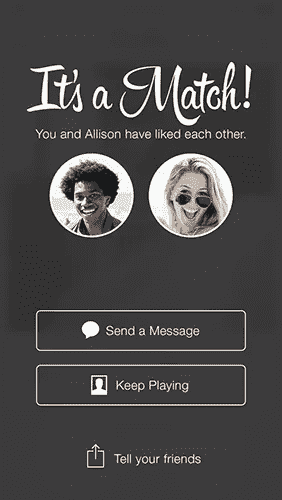 It's a Match!
You and Allison have liked each other.
Send a Message
Keep Playing
Tell your friends